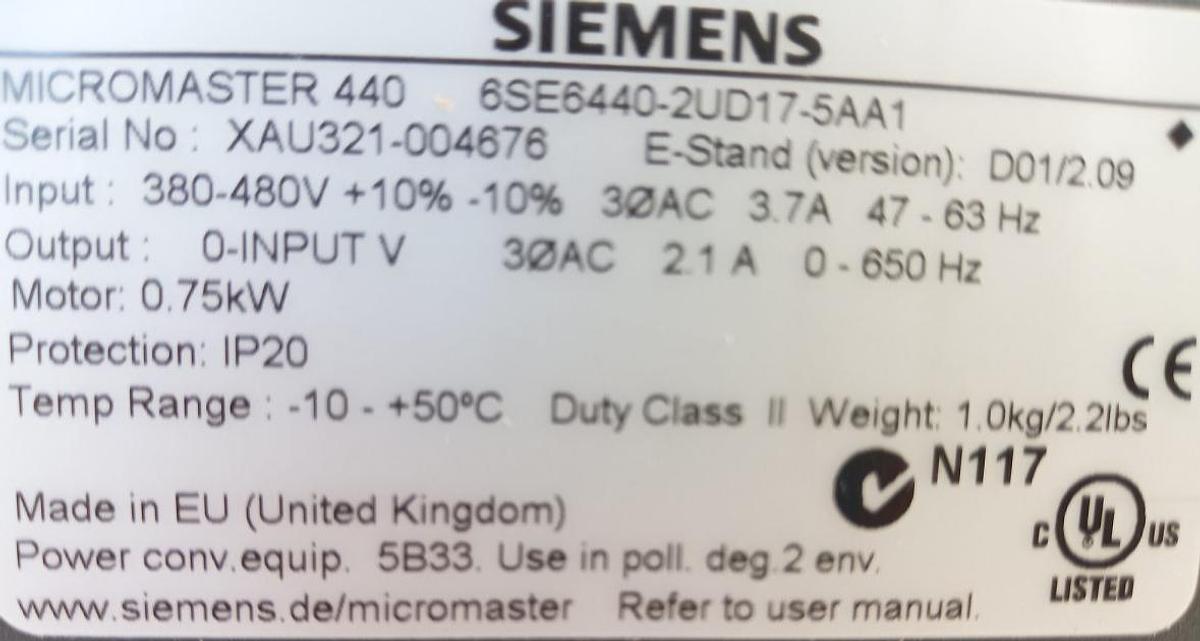 SIEMENS
MICROMASTER 440 6SE6440-2UD17-5AA1
Serial No : XAU321-004676 E-Stand (version): D01/2.09
Input : 380-480V +10% -10% 3ØAC 3.7A 47 - 63 Hz
Output : 0-INPUT V 3ØAC 2.1 A 0 - 650 Hz
Motor: 0.75kW
Protection: IP20
CE
Temp Range : -10 - +50ºC Duty Class II Weight: 1.0kg/2.2lbs
N117
Made in EU (United Kingdom)
C UL US
Power conv.equip. 5B33. Use in poll. deg.2 env.
LISTED
www.siemens.de/micromaster Refer to user manual.